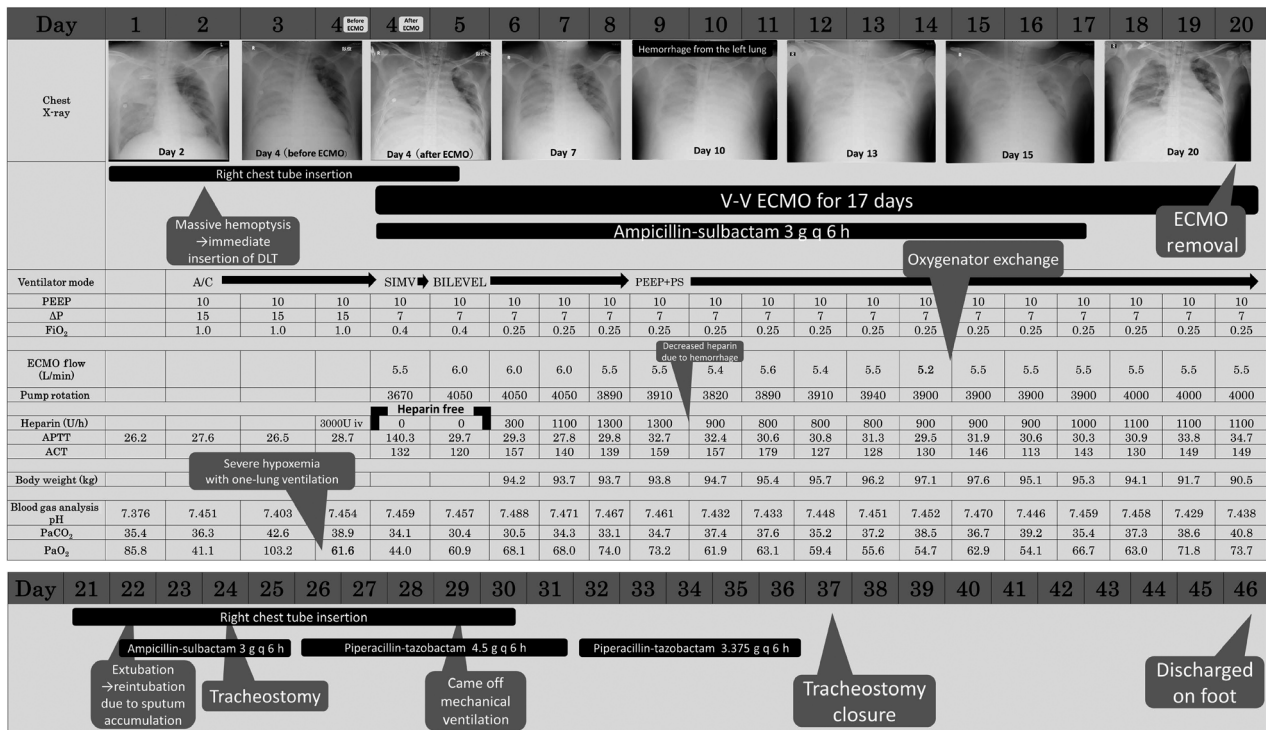 Day 1 2 3 4 Before ECMO 4 After ECMO 5 6 7 8 9 10 11 12 13 14 15 16 17 18 19 20
Hemorrhage from the left lung
Chest
X-ray
Day 2 Day 4 (before ECMO) Day 4 (after ECMO) Day 7 Day 10 Day 13 Day 15 Day 20
Right chest tube insertion
V-V ECMO for 17 days
Massive hemoptysis
→immediate
insertion of DLT
ECMO
removal
Ampicillin-sulbactam 3 g q 6 h
Oxygenator exchange
Ventilator mode A/C SIMV BILEVEL PEEP+PS
PEEP 10 10 10 10 10 10 10 10 10 10 10 10 10 10 10 10 10 10 10 10
ΔP 15 15 15 7 7 7 7 7 7 7 7 7 7 7 7 7 7 7 7 7
FiO₂ 1.0 1.0 1.0 0.4 0.4 0.25 0.25 0.25 0.25 0.25 0.25 0.25 0.25 0.25 0.25 0.25 0.25 0.25 0.25 0.25
Decreased heparin
due to hemorrhage
ECMO flow
(L/min)
5.5 6.0 6.0 6.0 5.5 5.5 5.4 5.6 5.4 5.5 5.2 5.5 5.5 5.5 5.5 5.5 5.5
Pump rotation 3670 4050 4050 4050 3890 3910 3820 3890 3910 3940 3900 3900 3900 3900 4000 4000 4000
Heparin free
Heparin (U/h) 3000U iv 0 0 300 1100 1300 1300 900 800 800 800 900 900 900 1000 1100 1100 1100
APTT 26.2 27.6 26.5 28.7 140.3 29.7 29.3 27.8 29.8 32.7 32.4 30.6 30.8 31.3 29.5 31.9 30.6 30.3 30.9 33.8 34.7
ACT 132 120 157 140 139 159 157 179 127 128 130 146 113 143 130 149 149
Severe hypoxemia
with one-lung ventilation
Body weight (kg) 94.2 93.7 93.7 93.8 94.7 95.4 95.7 96.2 97.1 97.6 95.1 95.3 94.1 91.7 90.5
Blood gas analysis
pH 7.376 7.451 7.403 7.454 7.459 7.457 7.488 7.471 7.467 7.461 7.432 7.433 7.448 7.451 7.452 7.470 7.446 7.459 7.458 7.429 7.438
PaCO₂ 35.4 36.3 42.6 38.9 34.1 30.4 30.5 34.3 33.1 34.7 37.4 37.6 35.2 37.2 38.5 36.7 39.2 35.4 37.3 38.6 40.8
PaO₂ 85.8 41.1 103.2 61.6 44.0 60.9 68.1 68.0 74.0 73.2 61.9 63.1 59.4 55.6 54.7 62.9 54.1 66.7 63.0 71.8 73.7
Day 21 22 23 24 25 26 27 28 29 30 31 32 33 34 35 36 37 38 39 40 41 42 43 44 45 46
Right chest tube insertion
Ampicillin-sulbactam 3 g q 6 h Piperacillin-tazobactam 4.5 g q 6 h Piperacillin-tazobactam 3.375 g q 6 h
Extubation
→reintubation
due to sputum
accumulation
Tracheostomy
Came off
mechanical
ventilation
Tracheostomy
closure
Discharged
on foot